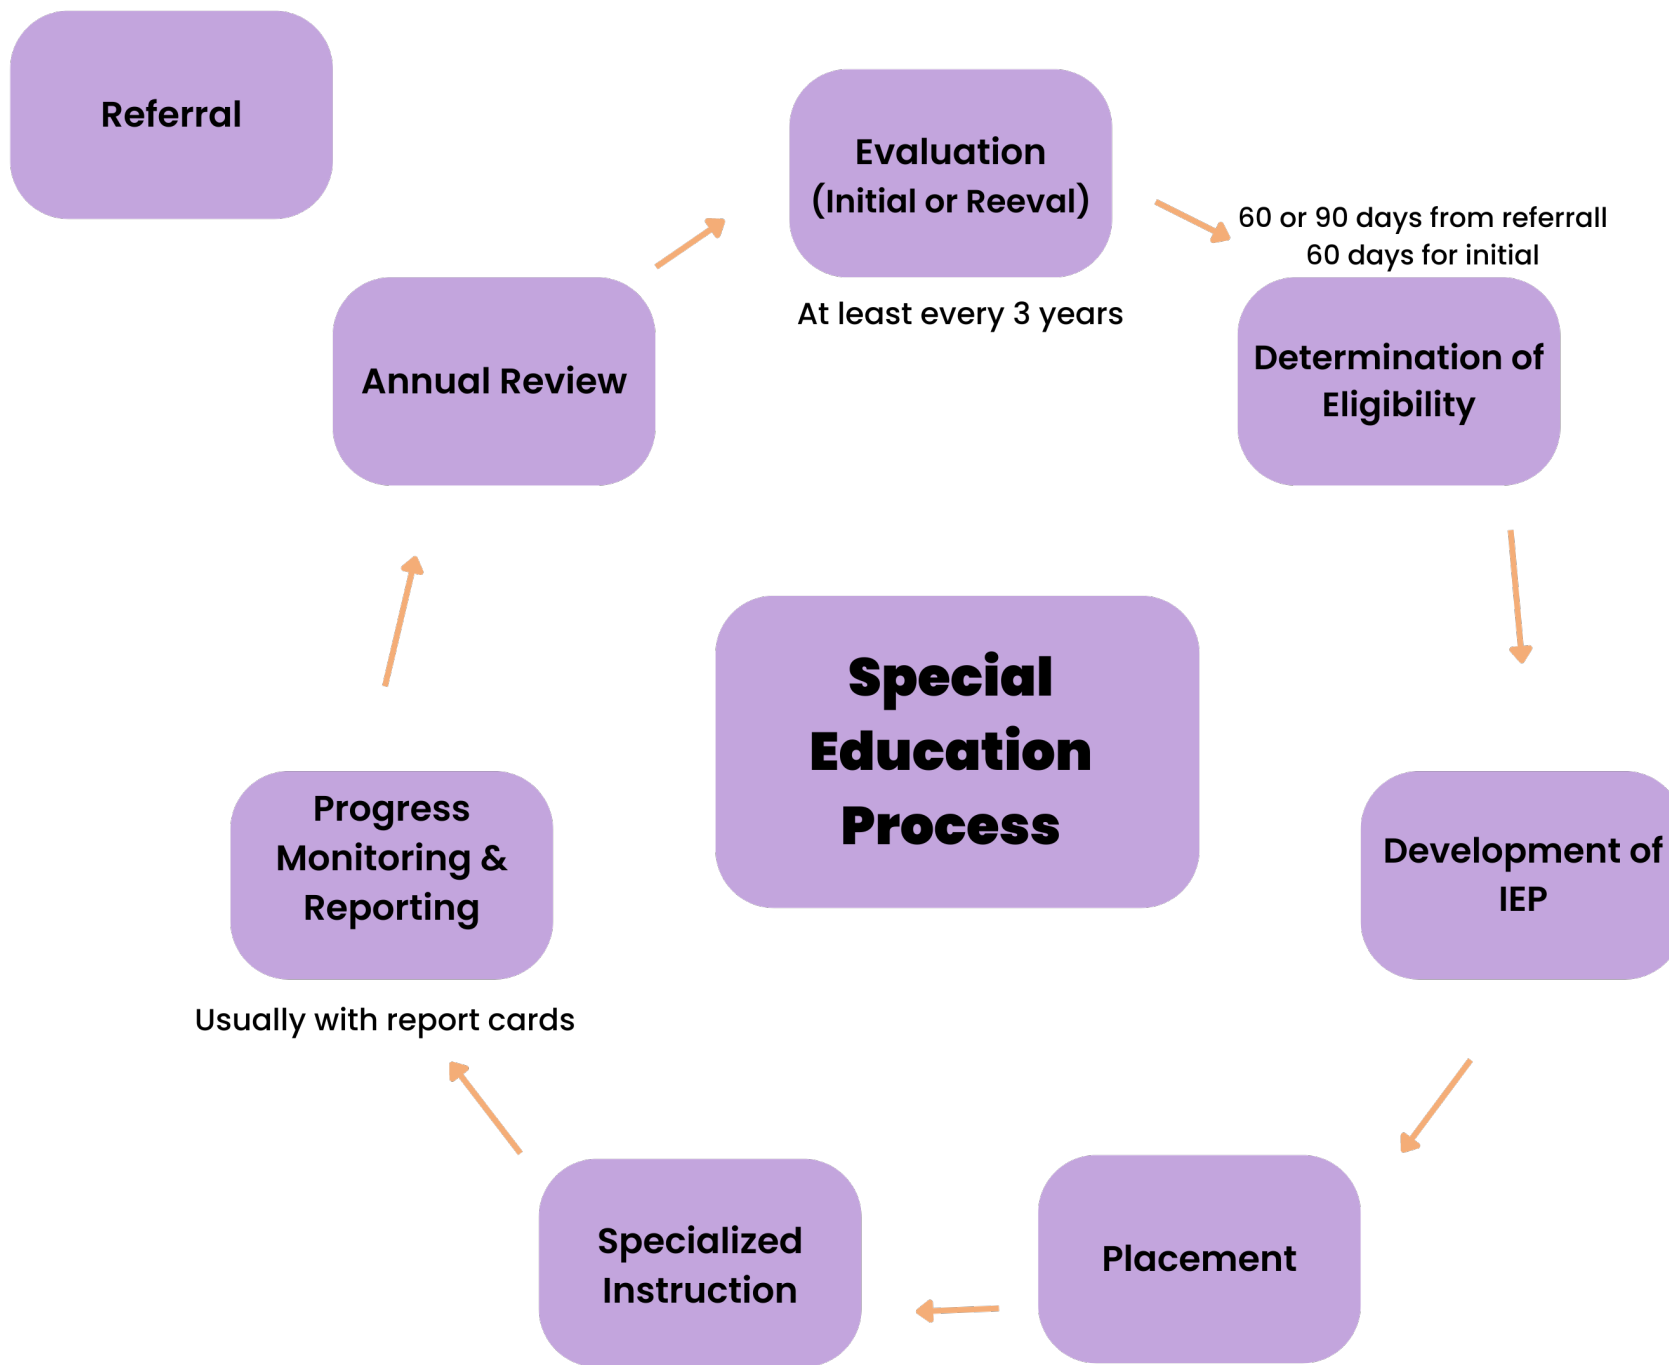 Referral
Evaluation
(Initial or Reeval)
At least every 3 years
60 or 90 days from referrall
60 days for initial
Determination of
Eligibility
Annual Review
Special
Education
Process
Development of
IEP
Progress
Monitoring &
Reporting
Usually with report cards
Specialized
Instruction
Placement